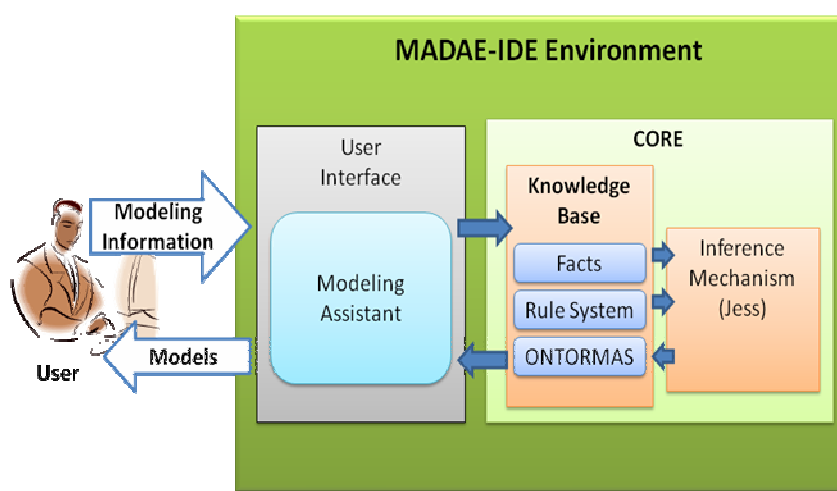 MADAE-IDE Environment
User
Interface
Modeling
Assistant
CORE
Knowledge
Base
Facts
Rule System
ONTORMAS
Inference
Mechanism
(Jess)
Modeling
Information
Models
User